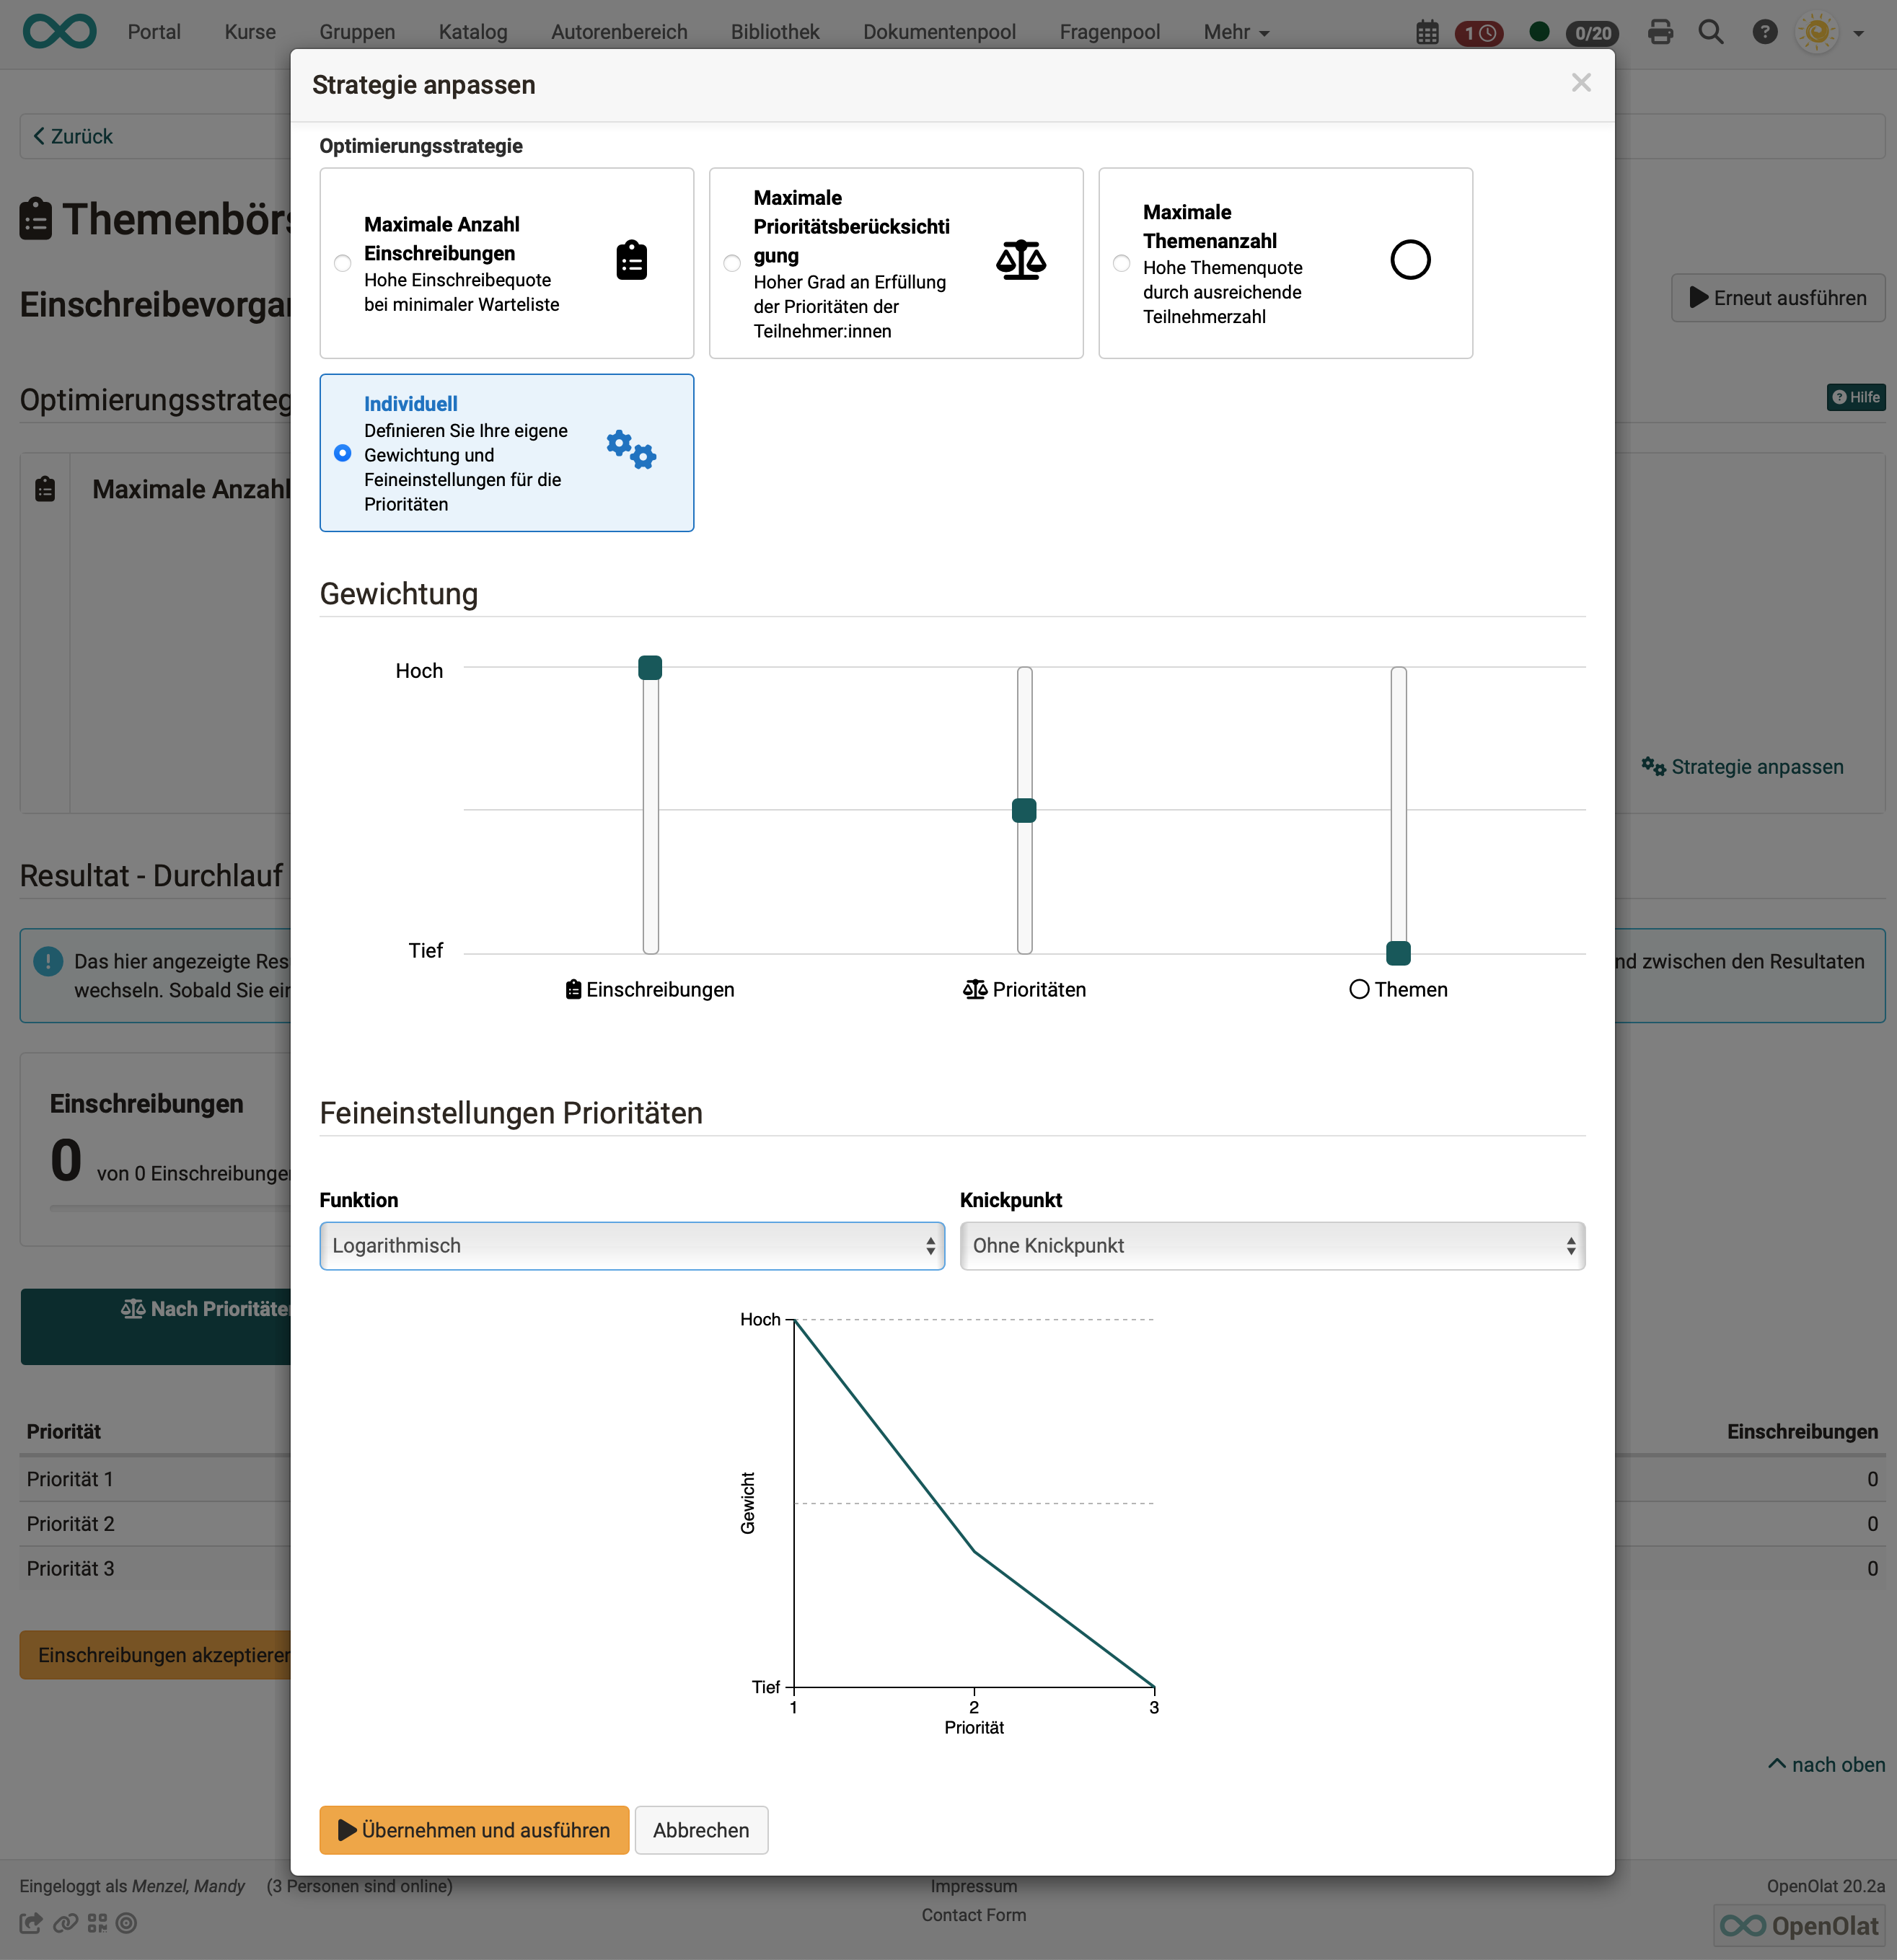 Portal Kurse Gruppen Katalog Autorenbereich Bibliothek Dokumentenpool Fragenpool Mehr 1 0/20
Strategie anpassen
Zurück
Optimierungsstrategie
Maximale Anzahl
Einschreibungen
Hohe Einschreibequote
bei minimaler Warteliste
Maximale
Prioritätsberücksichti
gung
Hoher Grad an Erfüllung
der Prioritäten der
Teilnehmer:innen
Maximale
Themenanzahl
Hohe Themenquote
durch ausreichende
Teilnehmerzahl
Individuell
Definieren Sie Ihre eigene
Gewichtung und
Feineinstellungen für die
Prioritäten
Themenbörs
Einschreibevorgan
Erneut ausführen
Optimierungsstrateg
Hilfe
Maximale Anzahl
Strategie anpassen
Gewichtung
Hoch
Tief
Einschreibungen
Prioritäten
Themen
Resultat - Durchlauf
Das hier angezeigte Res
nd zwischen den Resultaten
wechseln. Sobald Sie ein
Einschreibungen
0 von 0 Einschreibungen
Nach Prioritäten
Feineinstellungen Prioritäten
Funktion
Logarithmisch
Knickpunkt
Ohne Knickpunkt
Hoch
Gewicht
Tief
1 2 3
Priorität
Priorität Einschreibungen
Priorität 1 0
Priorität 2 0
Priorität 3 0
Einschreibungen akzeptieren
nach oben
Übernehmen und ausführen
Abbrechen
Eingeloggt als Menzel, Mandy (3 Personen sind online)
Impressum
Contact Form
OpenOlat 20.2a
OpenOlat